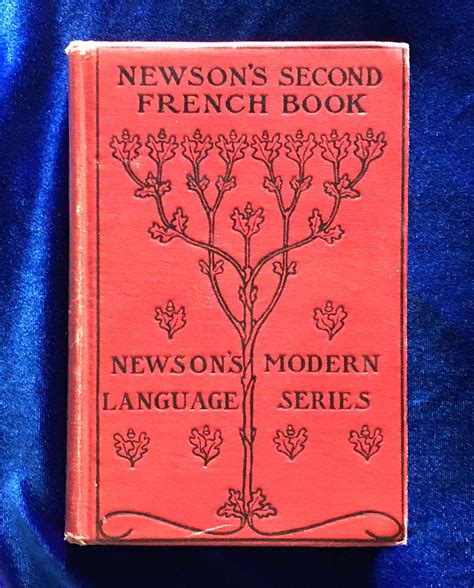 NEWSON'S SECOND
FRENCH BOOK
NEWSON'S MODERN
LANGUAGE SERIES